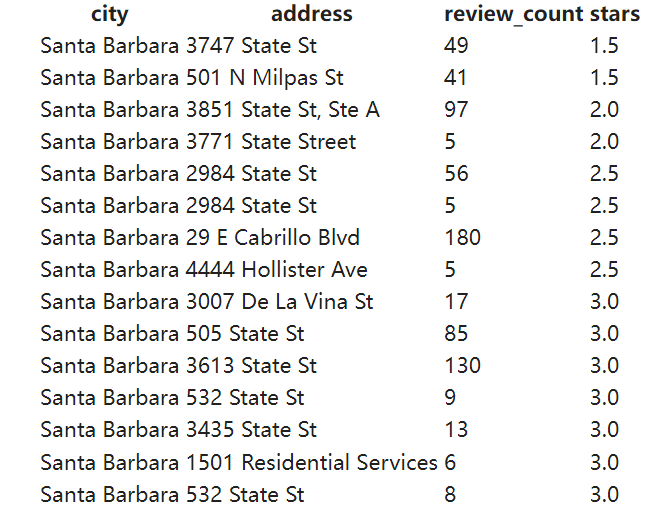 city address review_count stars
Santa Barbara 3747 State St 49 1.5
Santa Barbara 501 N Milpas St 41 1.5
Santa Barbara 3851 State St, Ste A 97 2.0
Santa Barbara 3771 State Street 5 2.0
Santa Barbara 2984 State St 56 2.5
Santa Barbara 2984 State St 5 2.5
Santa Barbara 29 E Cabrillo Blvd 180 2.5
Santa Barbara 4444 Hollister Ave 5 2.5
Santa Barbara 3007 De La Vina St 17 3.0
Santa Barbara 505 State St 85 3.0
Santa Barbara 3613 State St 130 3.0
Santa Barbara 532 State St 9 3.0
Santa Barbara 3435 State St 13 3.0
Santa Barbara 1501 Residential Services 6 3.0
Santa Barbara 532 State St 8 3.0